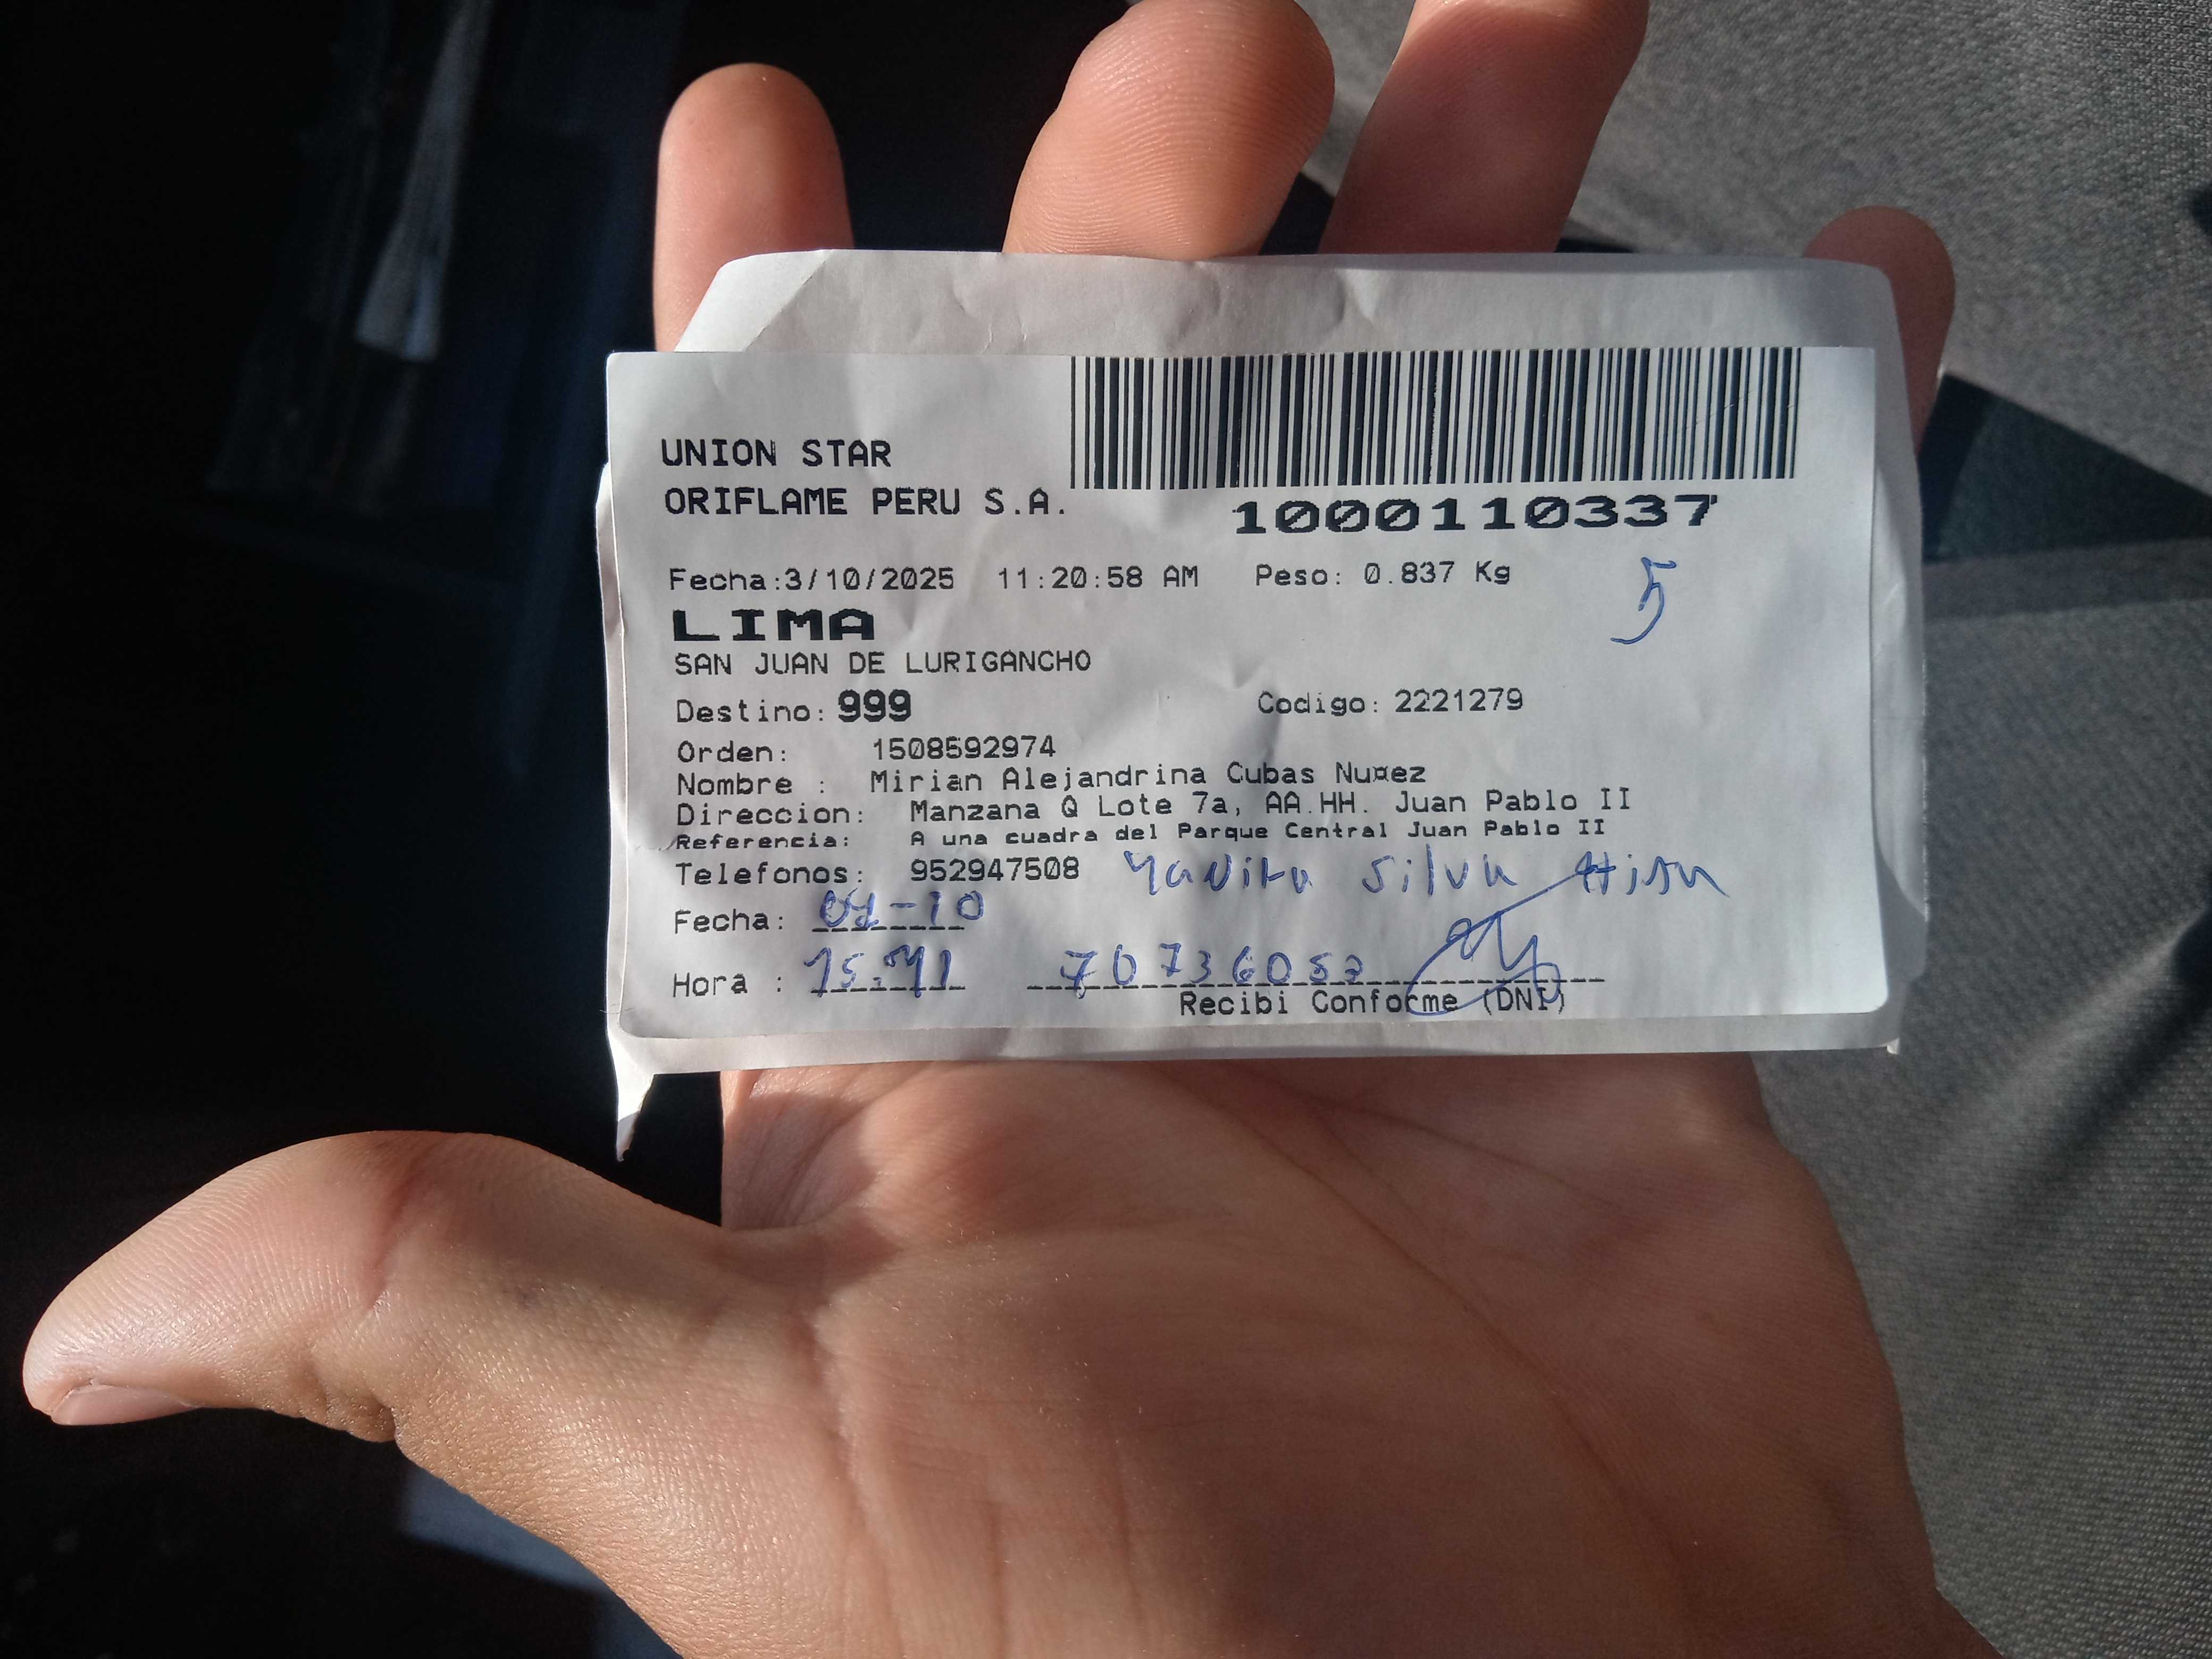 UNION STAR
ORIFLAME PERU S.A.
1000110337
Fecha:3/10/2025 11:20:58 AM Peso: 0.837 Kg
5
LIMA
SAN JUAN DE LURIGANCHO
Destino: 999 Codigo: 2221279
Orden: 1508592974
Nombre : Mirian Alejandrina Cubas Nu¤ez
Direccion: Manzana Q Lote 7a, AA.HH. Juan Pablo II
Referencia: A una cuadra del Parque Central Juan Pablo II
Telefonos: 952947508 Silva
Fecha:
Hora :
Recibi Conforme (DNI)